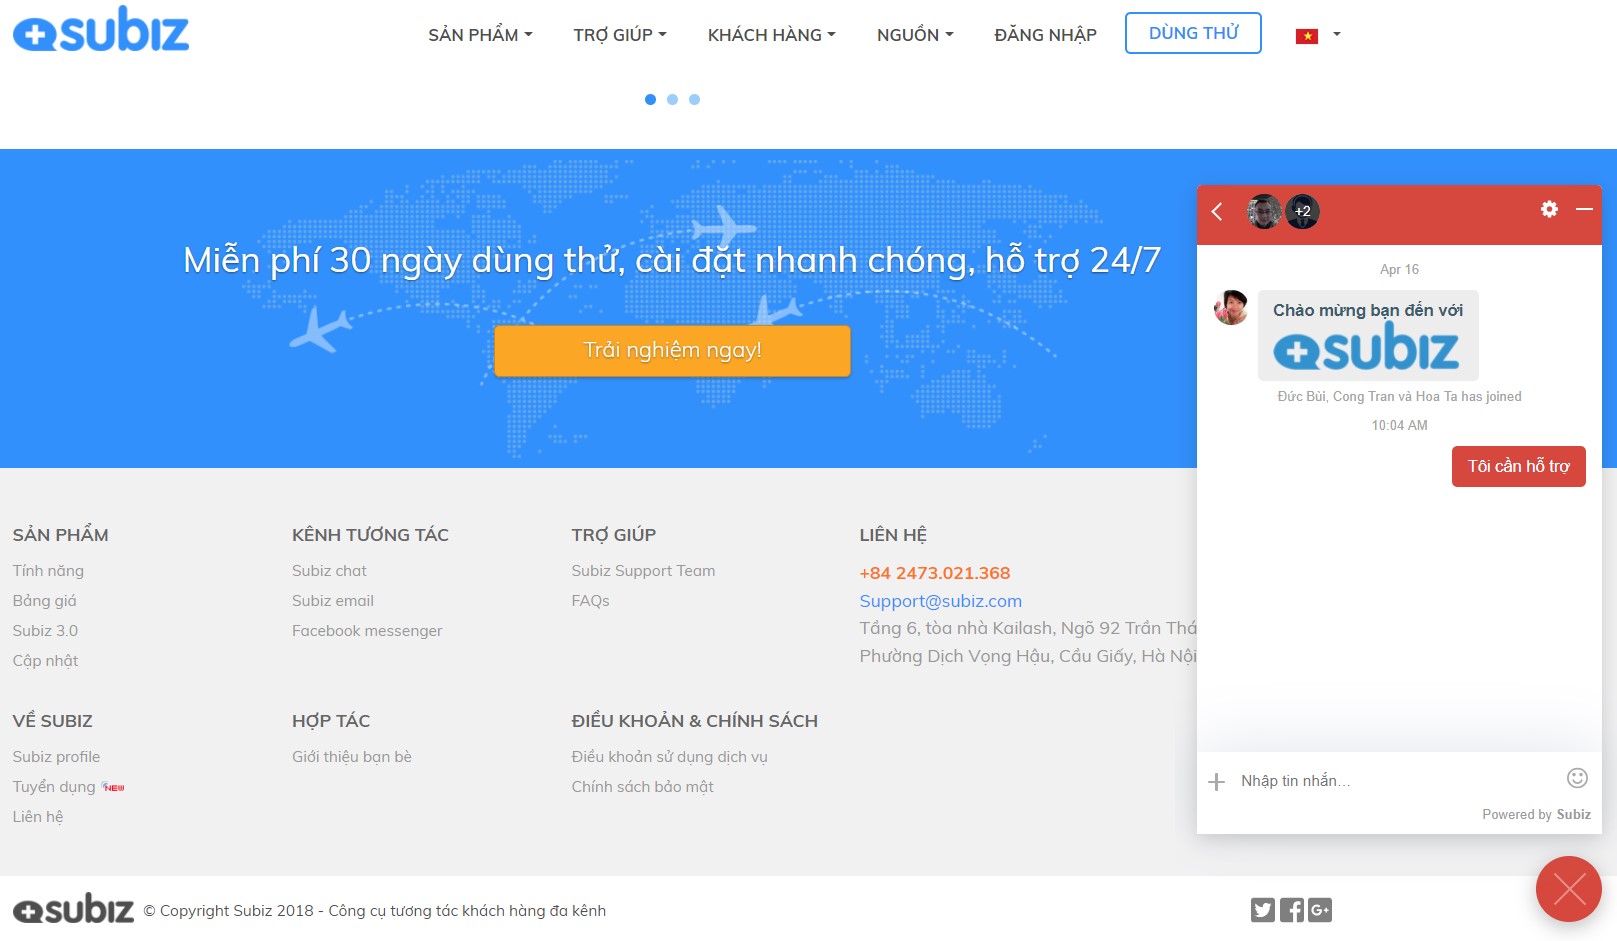 subiz
SẢN PHẨM
TRỢ GIÚP
KHÁCH HÀNG
NGUỒN
ĐĂNG NHẬP
DÙNG THỬ
Miễn phí 30 ngày dùng thử, cài đặt nhanh chóng, hỗ trợ 24/7
Trải nghiệm ngay!
+2
Apr 16
Chào mừng bạn đến với
subiz
Đức Bùi, Cong Tran và Hoa Ta has joined
10:04 AM
Tôi cần hỗ trợ
Nhập tin nhắn...
Powered by Subiz
SẢN PHẨM
Tính năng
Bảng giá
Subiz 3.0
Cập nhật
KÊNH TƯƠNG TÁC
Subiz chat
Subiz email
Facebook messenger
TRỢ GIÚP
Subiz Support Team
FAQs
LIÊN HỆ
+84 2473.021.368
Support@subiz.com
Tầng 6, tòa nhà Kailash, Ngõ 92 Trần Thá
Phường Dịch Vọng Hậu, Cầu Giấy, Hà Nội
VỀ SUBIZ
Subiz profile
Tuyển dụng NEW
Liên hệ
HỢP TÁC
Giới thiệu bạn bè
ĐIỀU KHOẢN & CHÍNH SÁCH
Điều khoản sử dụng dịch vụ
Chính sách bảo mật
subiz © Copyright Subiz 2018 - Công cụ tương tác khách hàng đa kênh
G+